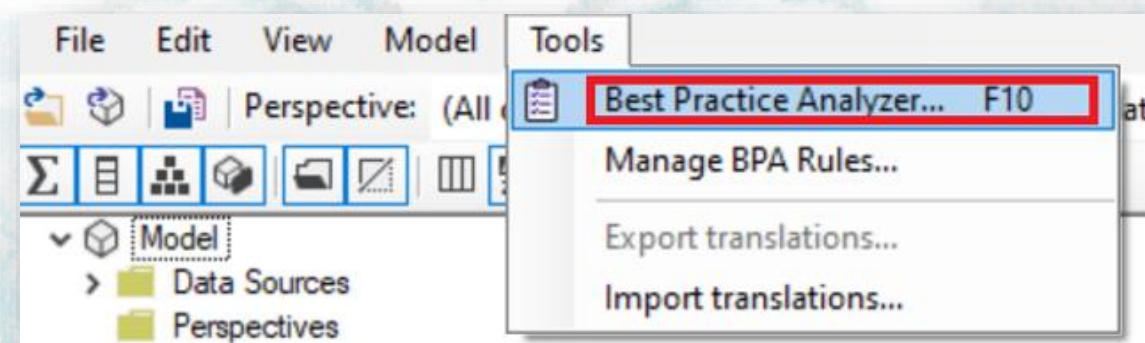 File Edit View Model Tools
Best Practice Analyzer... F10
Perspective: (All
Manage BPA Rules...
Model
Export translations...
Data Sources
Import translations...
Perspectives